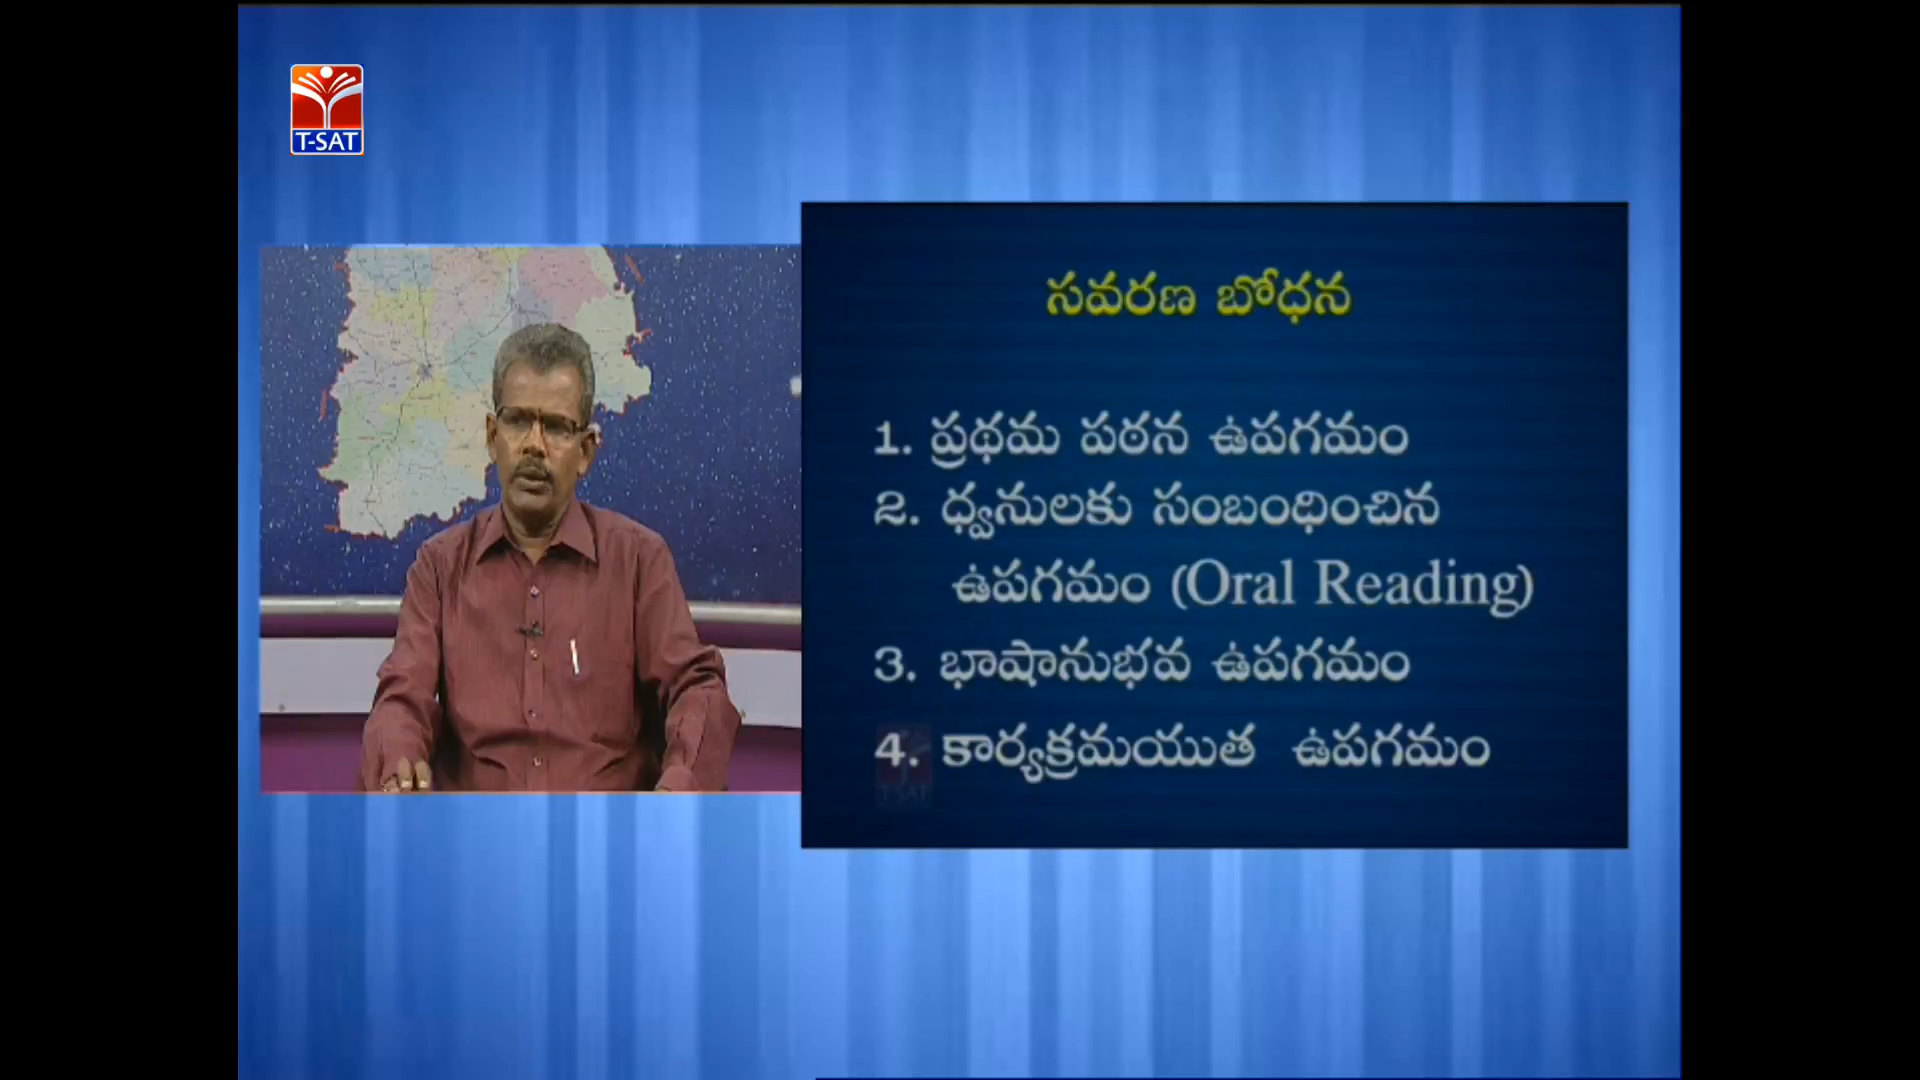 T-SAT
సవరణ బోధన
1. ప్రథమ పఠన ఉపగమం
2. ధ్వనులకు సంబంధించిన
ఉపగమం (Oral Reading)
3. భాషానుభవ ఉపగమం
4. కార్యక్రమయుత ఉపగమం